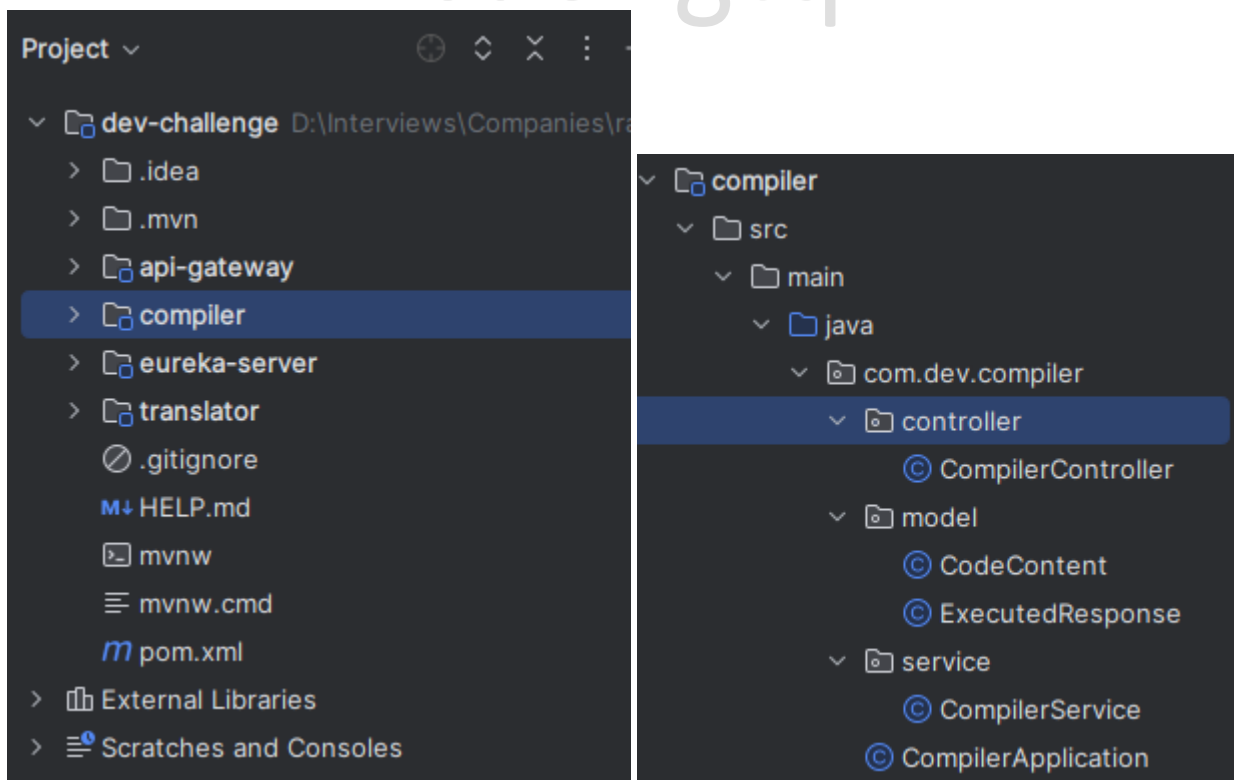 Project
dev-challenge D:\Interviews\Companies\ra
.idea
.mvn
api-gateway
compiler
eureka-server
translator
.gitignore
M↓ HELP.md
mvnw
mvnw.cmd
m pom.xml
External Libraries
Scratches and Consoles
compiler
src
main
java
com.dev.compiler
controller
© CompilerController
model
© CodeContent
© ExecutedResponse
service
© CompilerService
© CompilerApplication